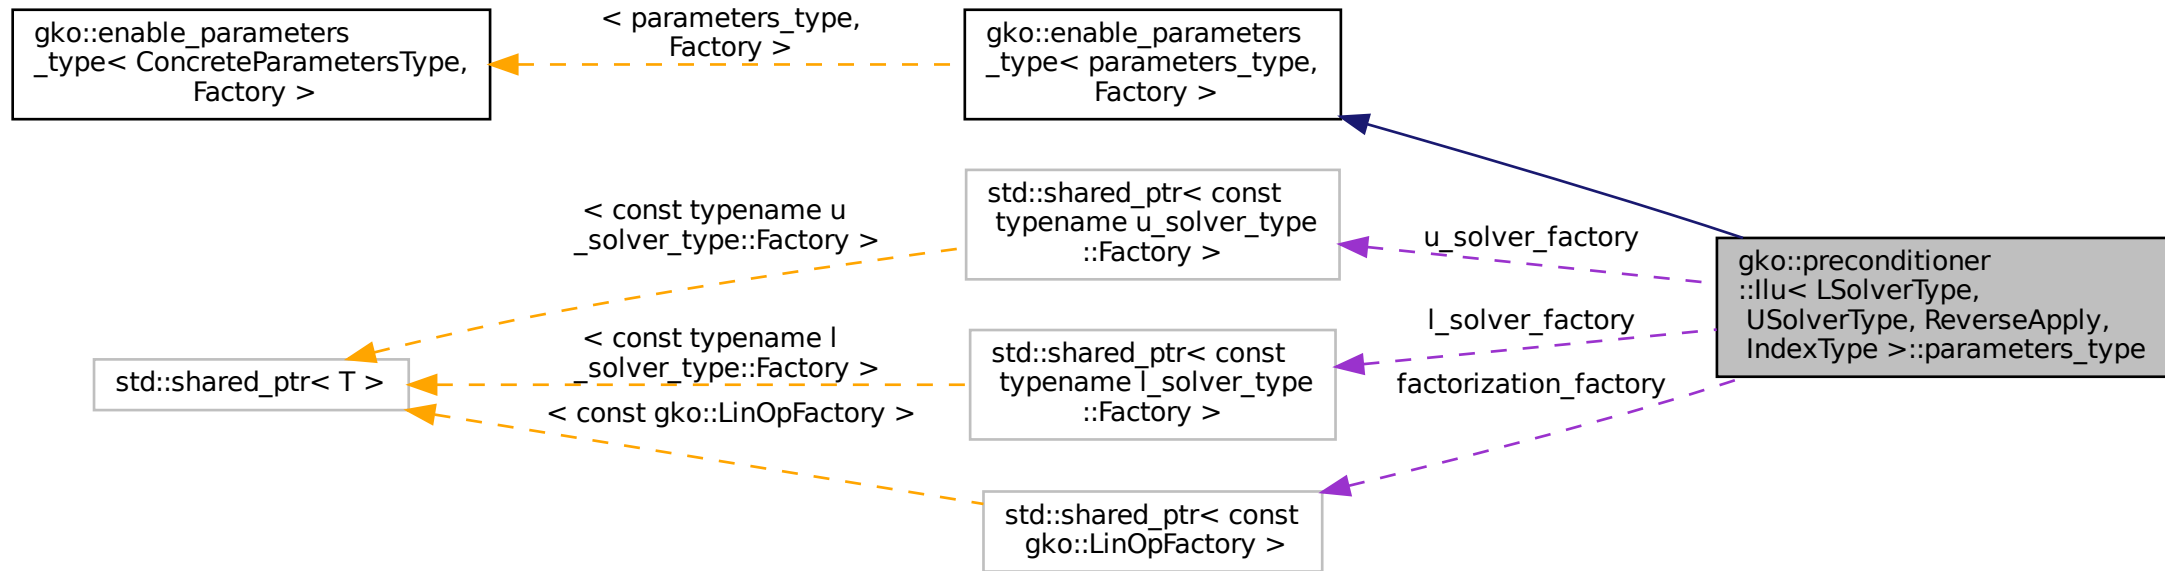 gko::enable_parameters
_type< ConcreteParametersType,
Factory >
< parameters_type,
Factory >
gko::enable_parameters
_type< parameters_type,
Factory >
std::shared_ptr< const
typename u_solver_type
::Factory >
< const typename u
_solver_type::Factory >
u_solver_factory
gko::preconditioner
::Ilu< LSolverType,
USolverType, ReverseApply,
IndexType >::parameters_type
l_solver_factory
< const typename l
_solver_type::Factory >
std::shared_ptr< const
typename l_solver_type
::Factory >
std::shared_ptr< T >
factorization_factory
< const gko::LinOpFactory >
std::shared_ptr< const
gko::LinOpFactory >